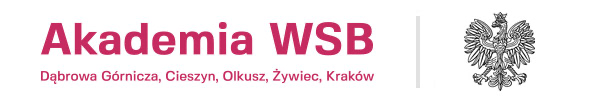 Akademia WSB
Dąbrowa Górnicza, Cieszyn, Olkusz, Żywiec, Kraków